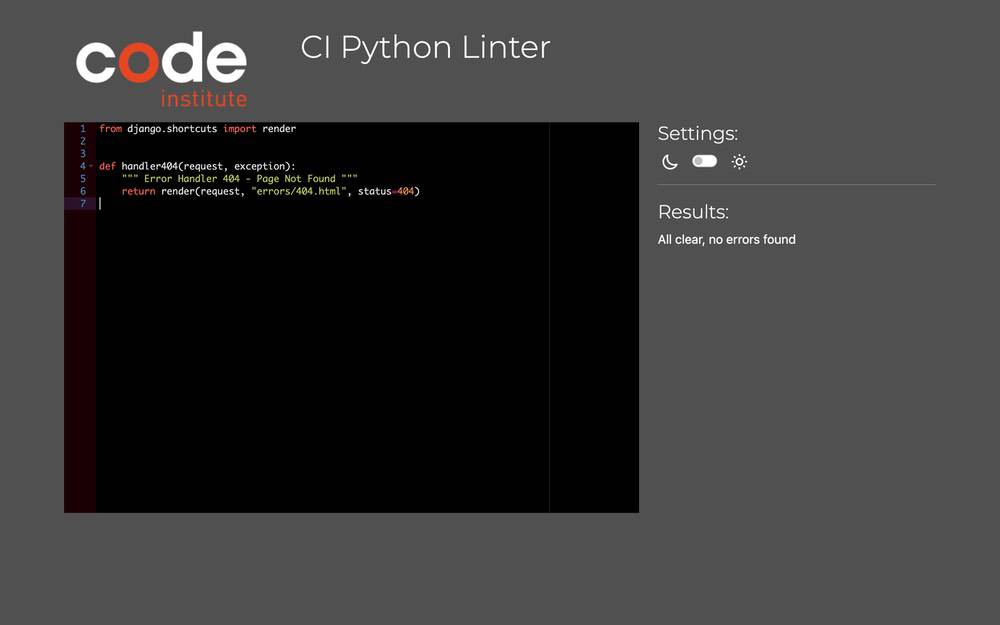 code
institute
CI Python Linter
1 from django.shortcuts import render
2
3
4 def handler404(request, exception):
5 """ Error Handler 404 - Page Not Found """
6 return render(request, "errors/404.html", status=404)
7
Settings:
Results:
All clear, no errors found